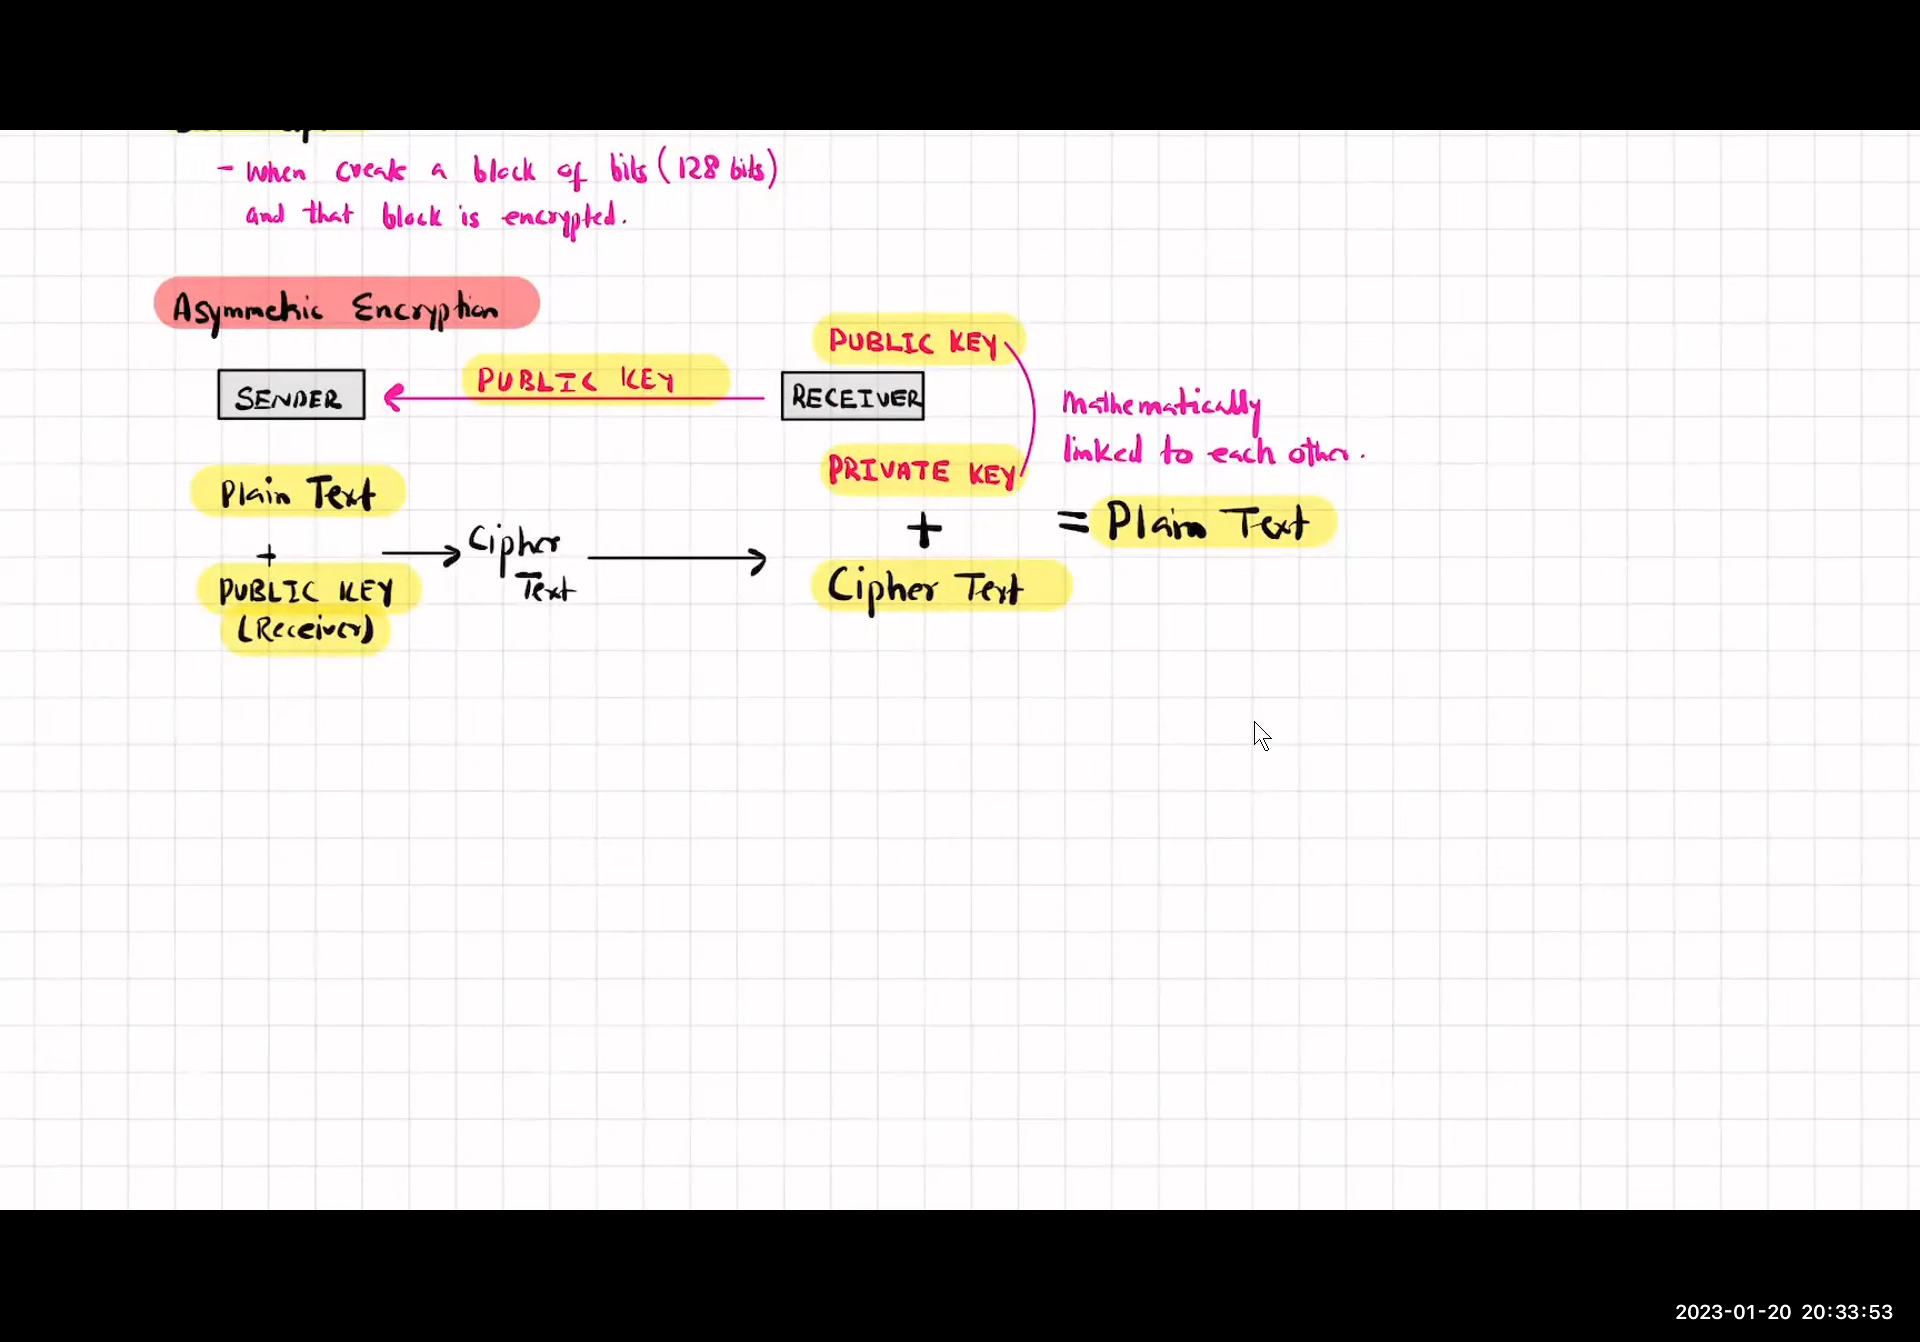 - When create a block of bits (128 bits)
and that block is encrypted.
Asymmetric Encryption
PUBLIC KEY
PUBLIC KEY
SENDER
RECEIVER
Mathematically
linked to each other.
PRIVATE KEY
Plain Text
+
= Plain Text
Cipher
Text
+
PUBLIC KEY
Cipher Text
(Receiver)
2023-01-20 20:33:53